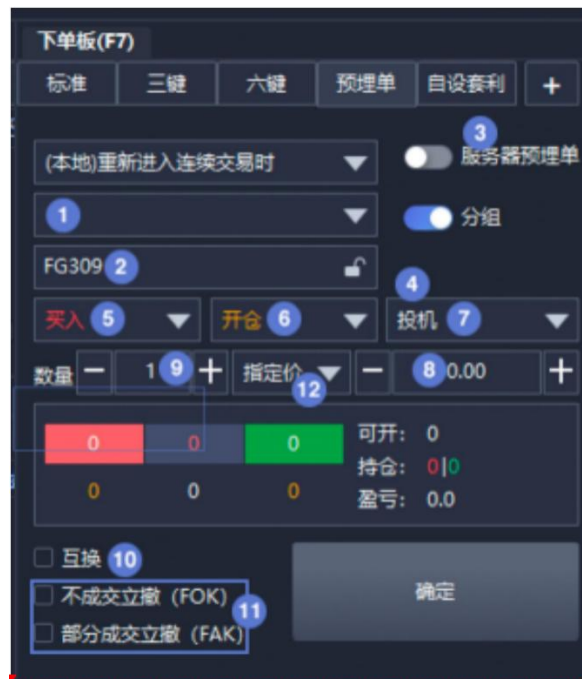 下单板(F7)
标准 三键 六键 预埋单 自设套利 +
3
(本地)重新进入连续交易时 服务器预埋单
1 分组
FG309 2
4
买入 5 开仓 6 投机 7
数量 − 1 9 + 指定价 − 8 0.00 +
12
0 0 0 可开: 0
持仓: 0|0
0 0 0 盈亏: 0.0
互换 10
不成交立撤 (FOK)
11
部分成交立撤 (FAK)
确定